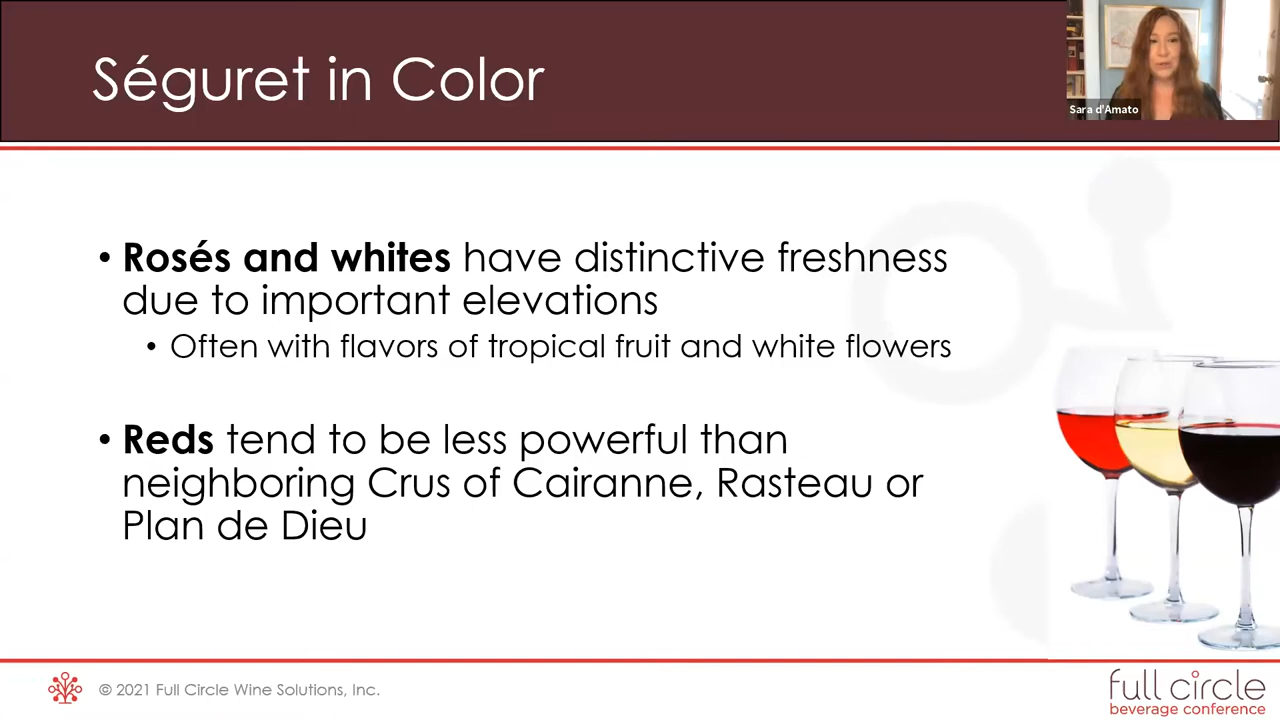 Séguret in Color
Sara d'Amato
• Rosés and whites have distinctive freshness
due to important elevations
• Often with flavors of tropical fruit and white flowers
• Reds tend to be less powerful than
neighboring Crus of Cairanne, Rasteau or
Plan de Dieu
© 2021 Full Circle Wine Solutions, Inc.
full circle
beverage conference